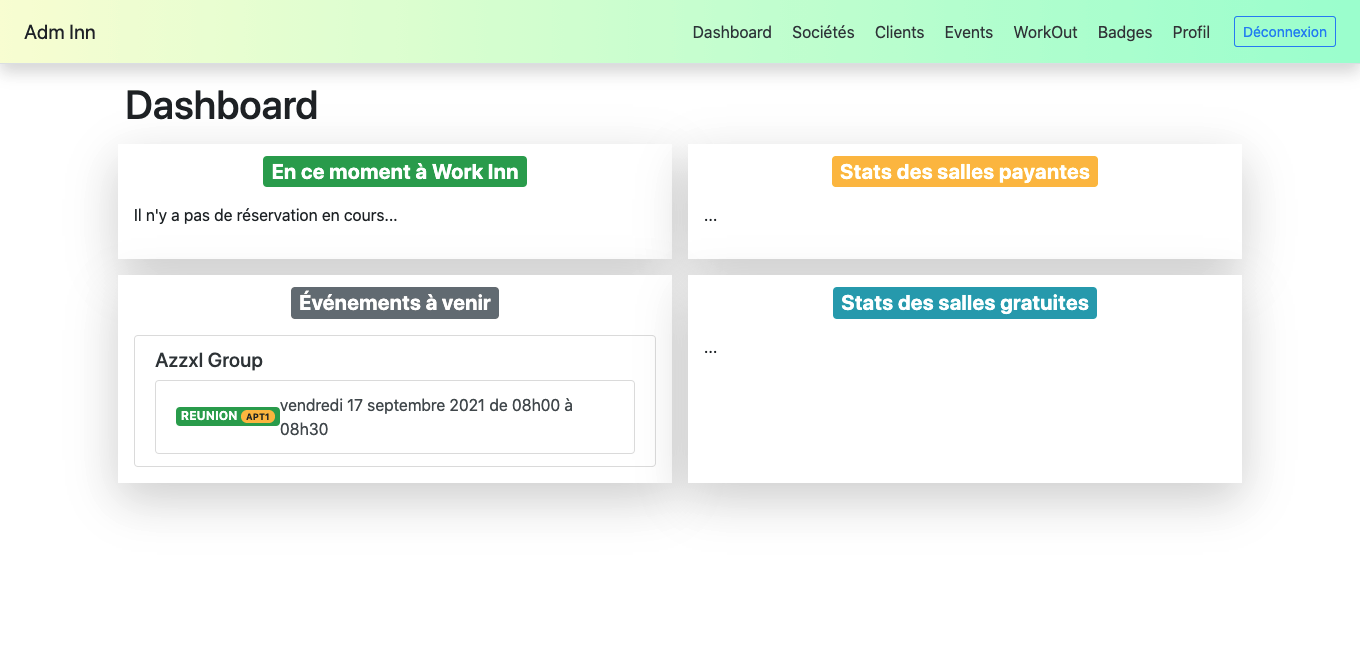 Adm Inn
Dashboard Sociétés Clients Events WorkOut Badges Profil Déconnexion
Dashboard
En ce moment à Work Inn
Il n'y a pas de réservation en cours...
Stats des salles payantes
...
Événements à venir
Azzxl Group
REUNION APT1 vendredi 17 septembre 2021 de 08h00 à
08h30
Stats des salles gratuites
...